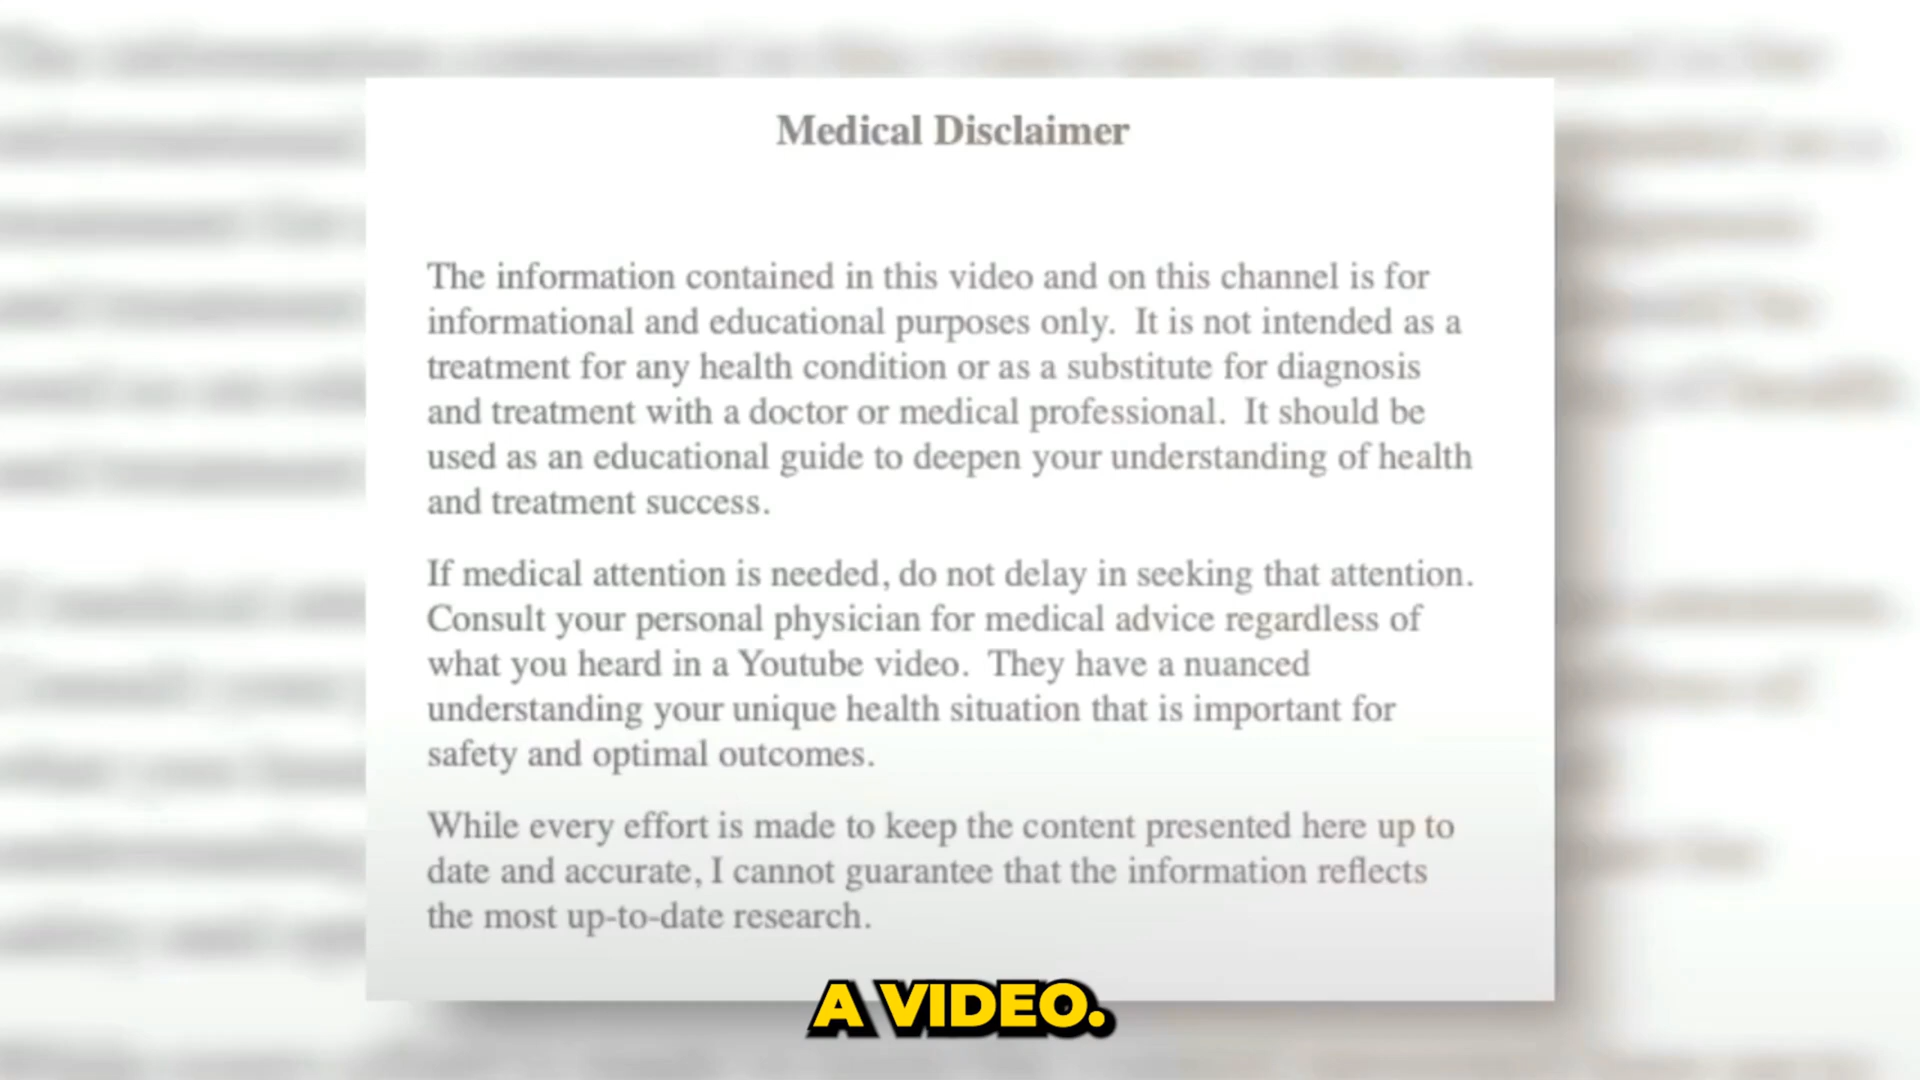 Medical Disclaimer
The information contained in this video and on this channel is for
informational and educational purposes only. It is not intended as a
treatment for any health condition or as a substitute for diagnosis
and treatment with a doctor or medical professional. It should be
used as an educational guide to deepen your understanding of health
and treatment success.
If medical attention is needed, do not delay in seeking that attention.
Consult your personal physician for medical advice regardless of
what you heard in a Youtube video. They have a nuanced
understanding your unique health situation that is important for
safety and optimal outcomes.
While every effort is made to keep the content presented here up to
date and accurate, I cannot guarantee that the information reflects
the most up-to-date research.
A VIDEO.